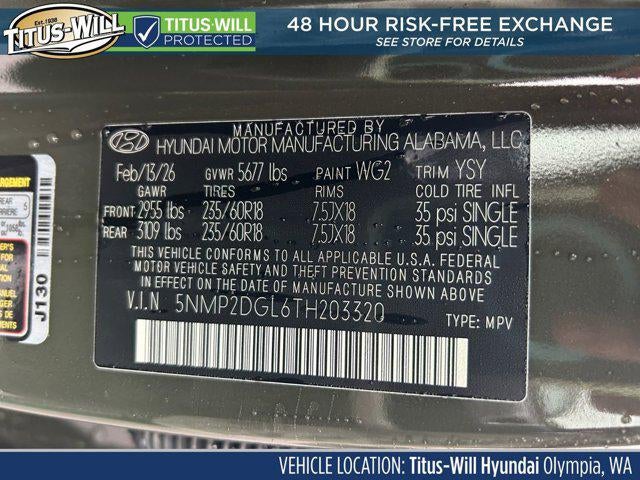 Est. 1938
TITUS-WILL
TITUS-WILL
PROTECTED
48 HOUR RISK-FREE EXCHANGE
SEE STORE FOR DETAILS
MANUFACTURED BY
HYUNDAI MOTOR MANUFACTURING ALABAMA, LLC
Feb/13/26 GVWR 5677 lbs PAINT WG2 TRIM YSY
GAWR TIRES RIMS COLD TIRE INFL
FRONT 2955 lbs 235/60R18 7.5JX18 35 psi SINGLE
REAR 3109 lbs 235/60R18 7.5JX18 35 psi SINGLE
THIS VEHICLE CONFORMS TO ALL APPLICABLE U.S.A. FEDERAL
MOTOR VEHICLE SAFETY AND THEFT PREVENTION STANDARDS
IN EFFECT ON THE DATE OF MANUFACTURE SHOWN ABOVE
V.I.N. 5NMP2DGL6TH203320
TYPE: MPV
REAR 5
J130
VEHICLE LOCATION: Titus-Will Hyundai Olympia, WA